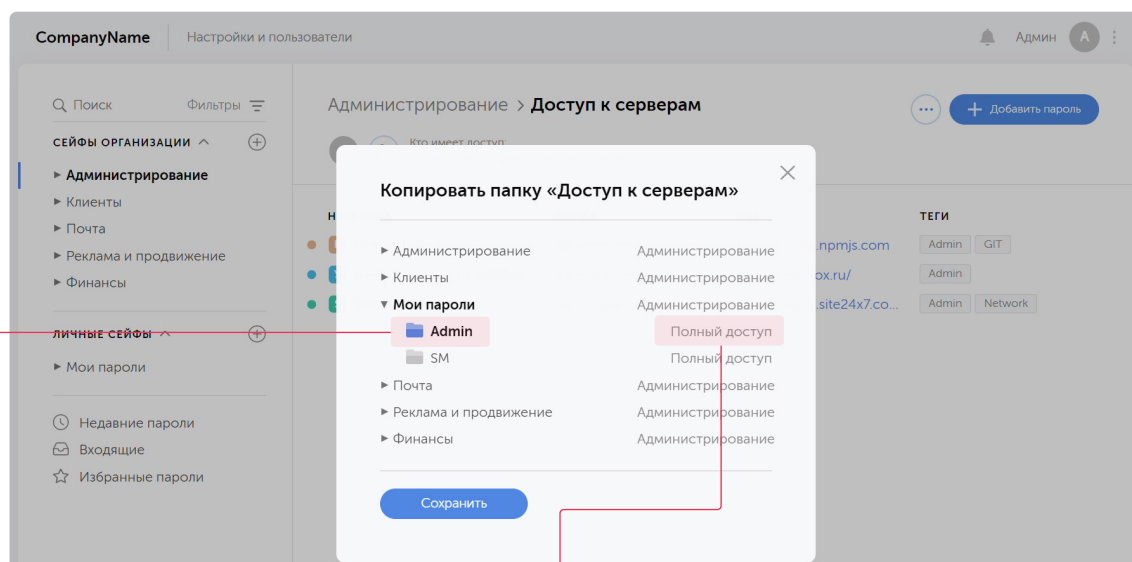 CompanyName Настройки и пользователи Админ А
Поиск Фильтры
СЕЙФЫ ОРГАНИЗАЦИИ
Администрирование
Клиенты
Почта
Реклама и продвижение
Финансы
ЛИЧНЫЕ СЕЙФЫ
Мои пароли
Недавние пароли
Входящие
Избранные пароли
Администрирование > Доступ к серверам
Добавить пароль
Кто имеет доступ:
ТЕГИ
.npmjs.com Admin GIT
ox.ru/ Admin
.site24x7.co... Admin Network
Копировать папку «Доступ к серверам»
Администрирование Администрирование
Клиенты Администрирование
Мои пароли Администрирование
Admin Полный доступ
SM Полный доступ
Почта Администрирование
Реклама и продвижение Администрирование
Финансы Администрирование
Сохранить